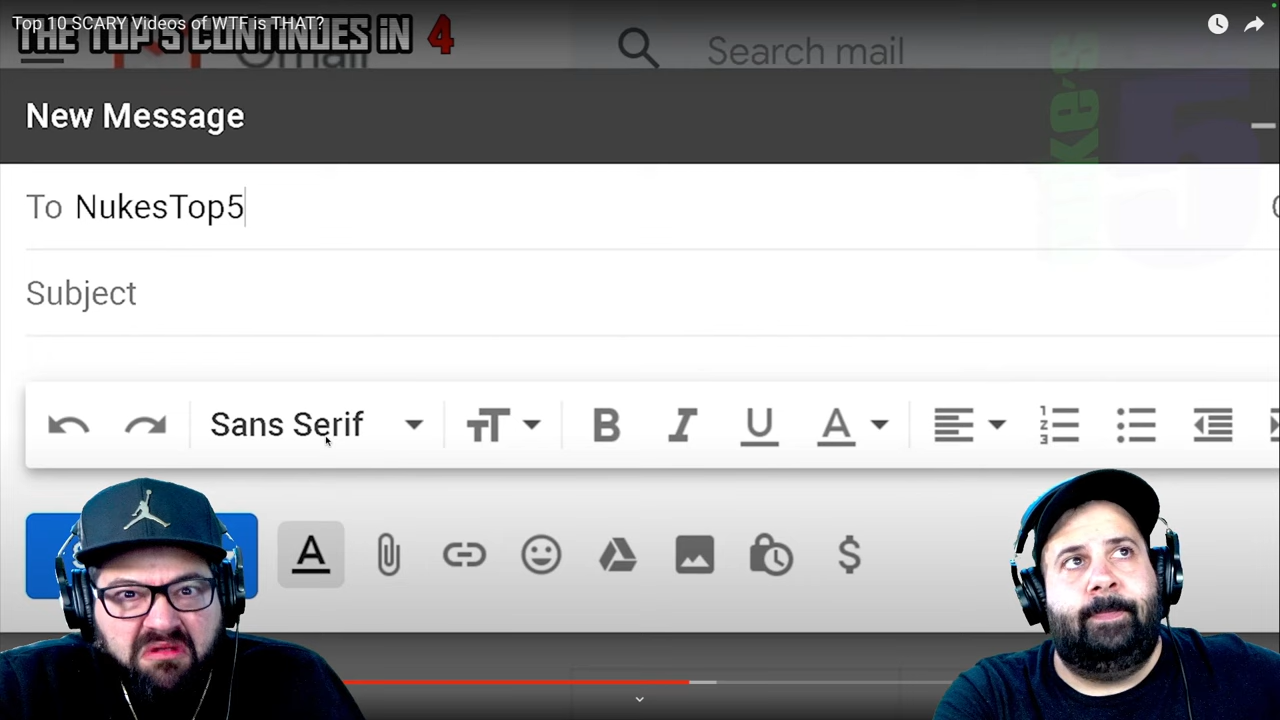 Top 10 SCARY Videos of WTF is THAT?
THE TOP 5 CONTINUES IN 4
Gmail
Search mail
New Message
To NukesTop5
Subject
Sans Serif